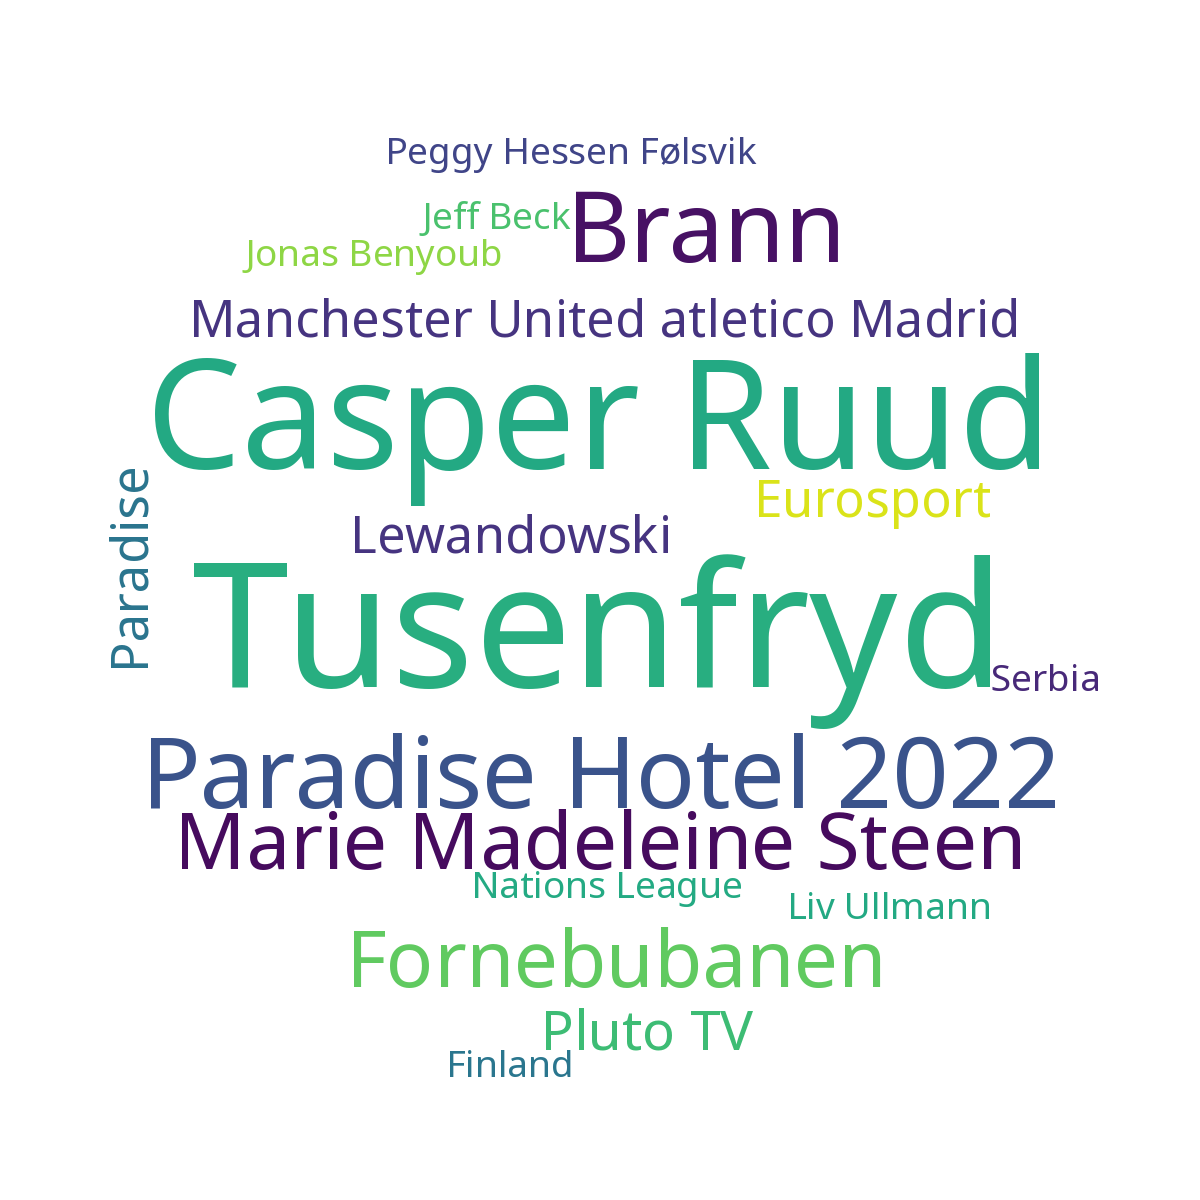 Peggy Hessen Følsvik
Brann
Jeff Beck
Jonas Benyoub
Manchester United atletico Madrid
Casper Ruud
Paradise
Eurosport
Lewandowski
Tusenfryd
Serbia
Paradise Hotel 2022
Marie Madeleine Steen
Nations League
Liv Ullmann
Fornebubanen
Pluto TV
Finland